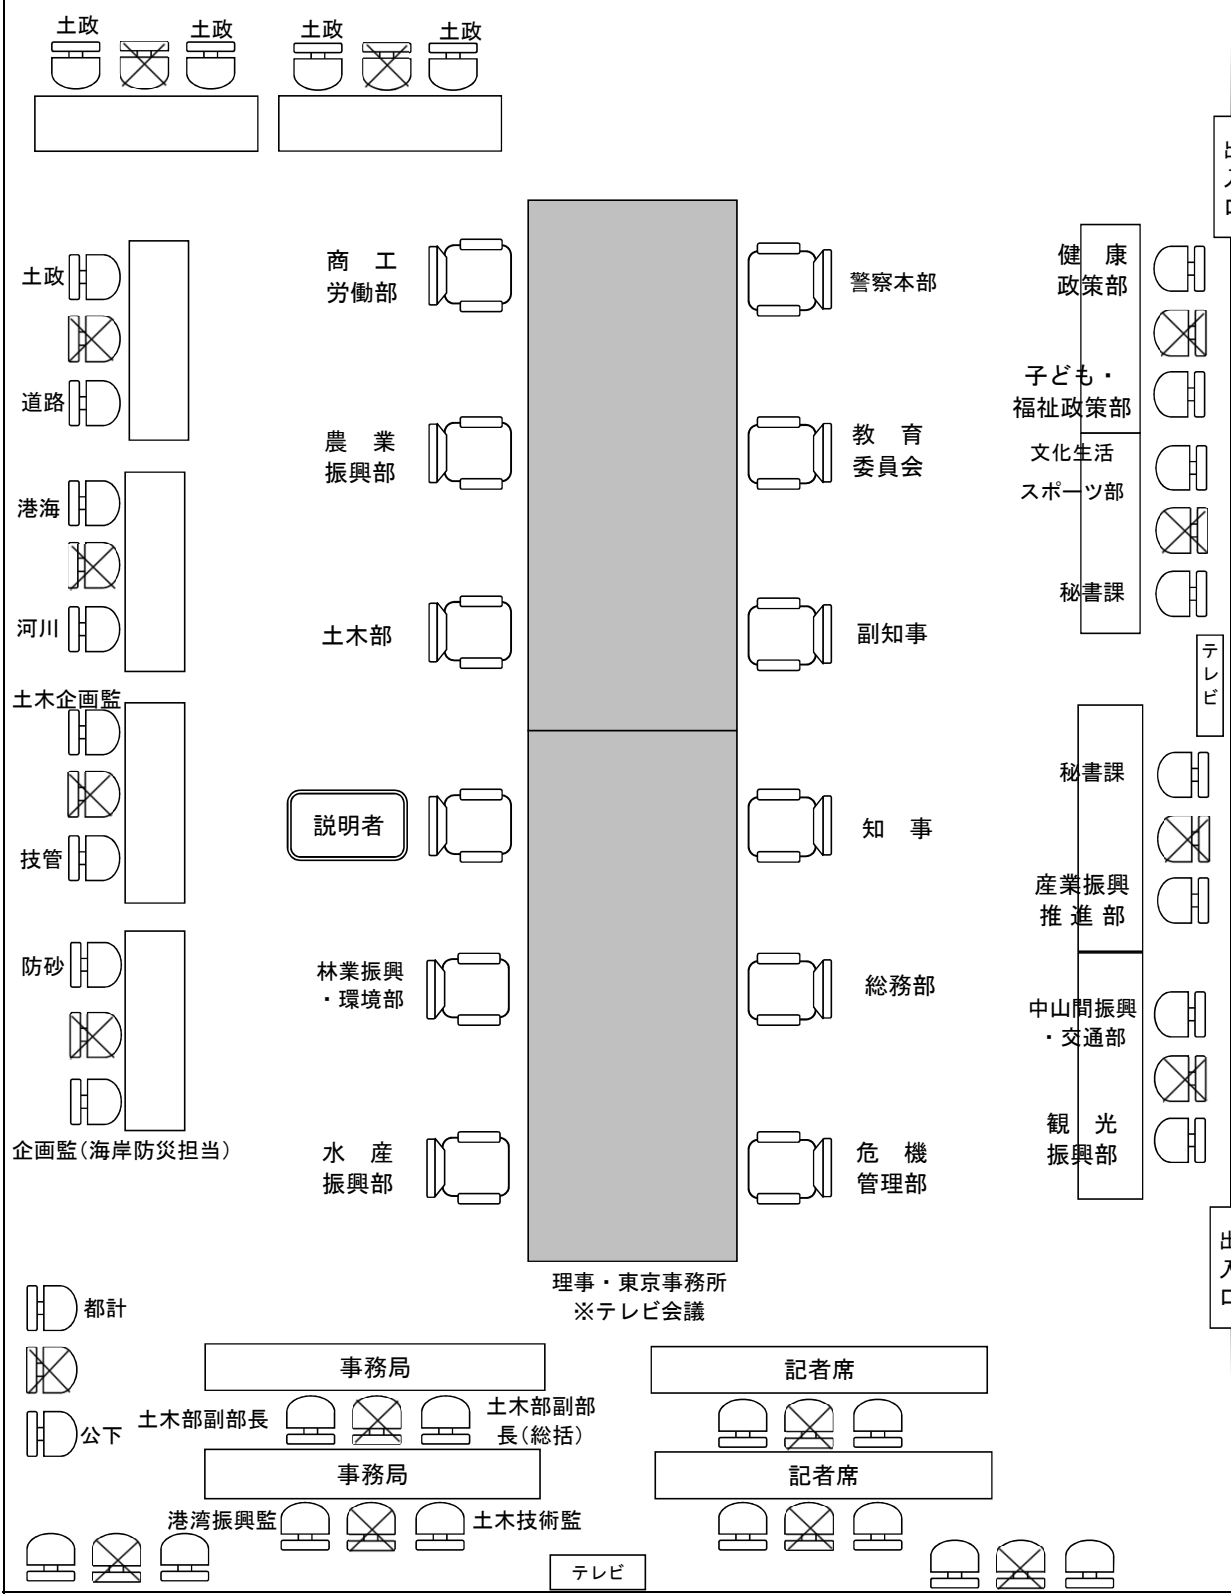 土政
土政
土政
土政
土政
道路
港海
河川
土木企画監
技管
防砂
企画監(海岸防災担当)
都計
公下
商　工
労働部
農　業
振興部
土木部
説明者
林業振興
・環境部
水　産
振興部
警察本部
教　育
委員会
副知事
知　事
総務部
危　機
管理部
理事・東京事務所
※テレビ会議
健　康
政策部
子ども・
福祉政策部
文化生活
スポーツ部
秘書課
テレビ
秘書課
産業振興
推 進 部
中山間振興
・交通部
観　光
振興部
出入口
出入口
事務局
記者席
土木部副部長
土木部副部
長(総括)
事務局
記者席
港湾振興監
土木技術監
テレビ